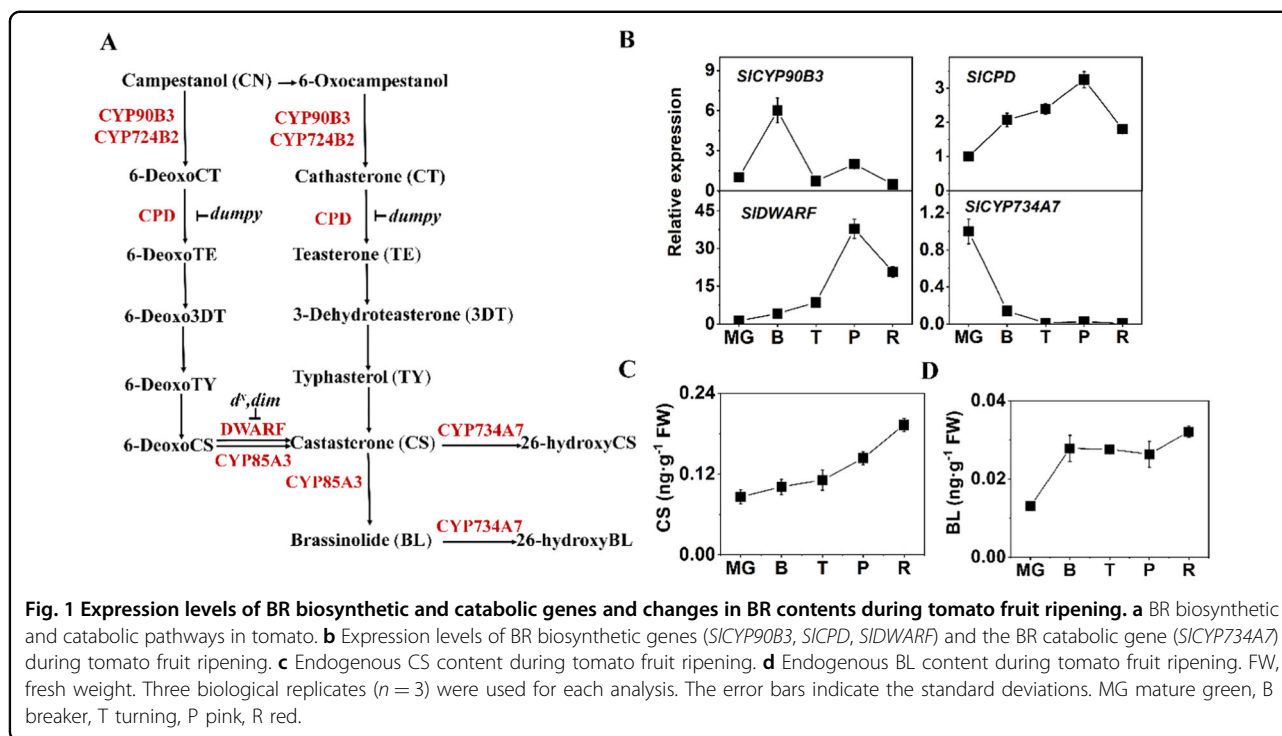 A
Campestanol (CN) 6-Oxocampestanol
CYP90B3 CYP90B3
CYP724B2 CYP724B2
6-DeoxoCT Cathasterone (CT)
CPD dumpy CPD dumpy
6-DeoxoTE Teasterone (TE)
6-Deoxo3DT 3-Dehydroteasterone (3DT)
6-DeoxoTY Typhasterol (TY)
dˣ,dim
DWARF
6-DeoxoCS Castasterone (CS) CYP734A7 26-hydroxyCS
CYP85A3
CYP85A3
Brassinolide (BL) CYP734A7 26-hydroxyBL
B
Relative expression
SlCYP90B3
9
6
3
0
SlCPD
3
2
1
0
SlDWARF
45
30
15
0
MG B T P R
SlCYP734A7
1.2
0.8
0.4
0.0
MG B T P R
C
CS (ng·g⁻¹ FW)
0.24
0.12
0.00
MG B T P R
D
BL (ng·g⁻¹ FW)
0.04
0.02
0.00
MG B T P R
Fig. 1 Expression levels of BR biosynthetic and catabolic genes and changes in BR contents during tomato fruit ripening. a BR biosynthetic
and catabolic pathways in tomato. b Expression levels of BR biosynthetic genes (SlCYP90B3, SlCPD, SlDWARF) and the BR catabolic gene (SlCYP734A7)
during tomato fruit ripening. c Endogenous CS content during tomato fruit ripening. d Endogenous BL content during tomato fruit ripening. FW,
fresh weight. Three biological replicates (n = 3) were used for each analysis. The error bars indicate the standard deviations. MG mature green, B
breaker, T turning, P pink, R red.